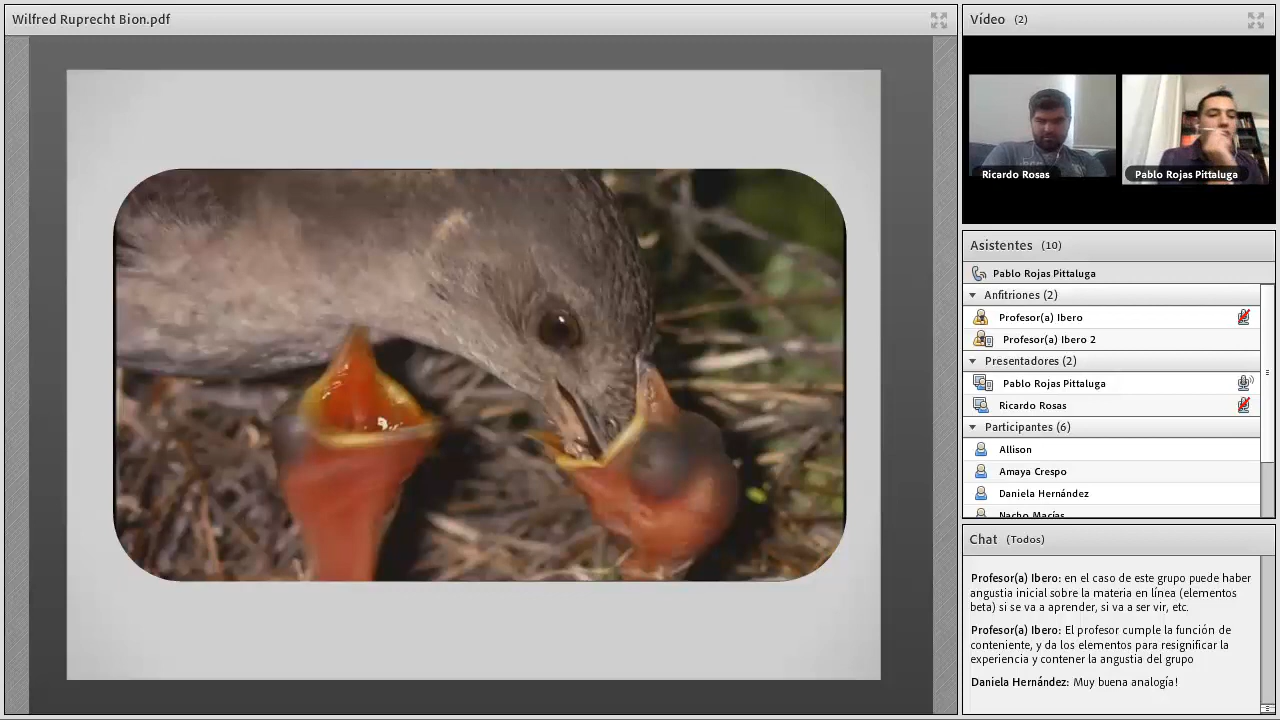 Wilfred Ruprecht Bion.pdf
Vídeo (2)
Ricardo Rosas
Pablo Rojas Pittaluga
Asistentes (10)
Pablo Rojas Pittaluga
Anfitriones (2)
Profesor(a) Ibero
Profesor(a) Ibero 2
Presentadores (2)
Pablo Rojas Pittaluga
Ricardo Rosas
Participantes (6)
Allison
Amaya Crespo
Daniela Hernández
Nacho Macías
Chat (Todos)
Profesor(a) Ibero: en el caso de este grupo puede haber
angustia inicial sobre la materia en línea (elementos
beta) si se va a aprender, si va a ser vir, etc.
Profesor(a) Ibero: El profesor cumple la función de
conteniente, y da los elementos para resignificar la
experiencia y contener la angustia del grupo
Daniela Hernández: Muy buena analogía!